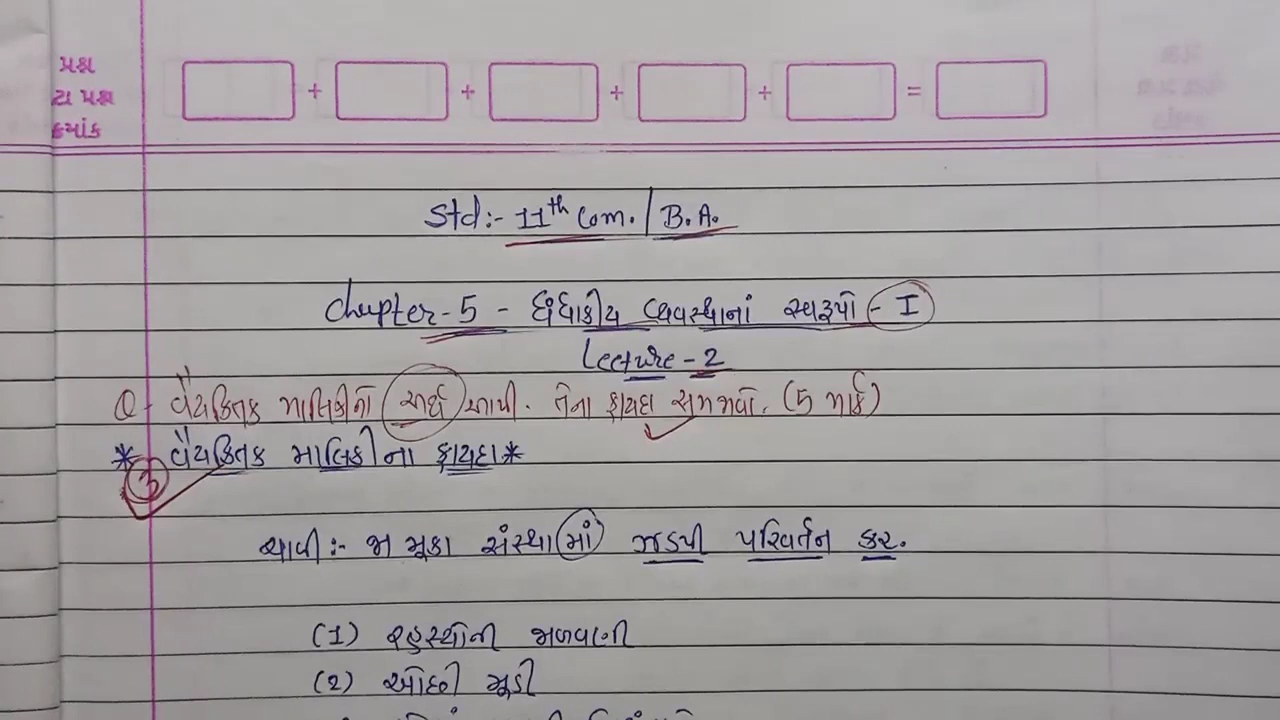 પ્રશ્ન
ટા પ્રશ્ન
ક્રમાંક
+ + + + =
Std:- 11th Com. / B.A.
Chapter-5 - ધંધાકીય વ્યવસ્થાનાં સ્વરૂપો - I
Lecture-2
Q. વૈયક્તિક માલિકીનો અર્થ આપી. તેના ફાયદા સમજાવો. (5 માર્ક)
* વૈયક્તિક માલિકીના ફાયદા *
3
ચાવી:- જા મૂકા સંસ્થામાં ઝડપી પરિવર્તન કર.
(1) રહસ્યોની જાળવણી
(2) ઓછી મૂડી